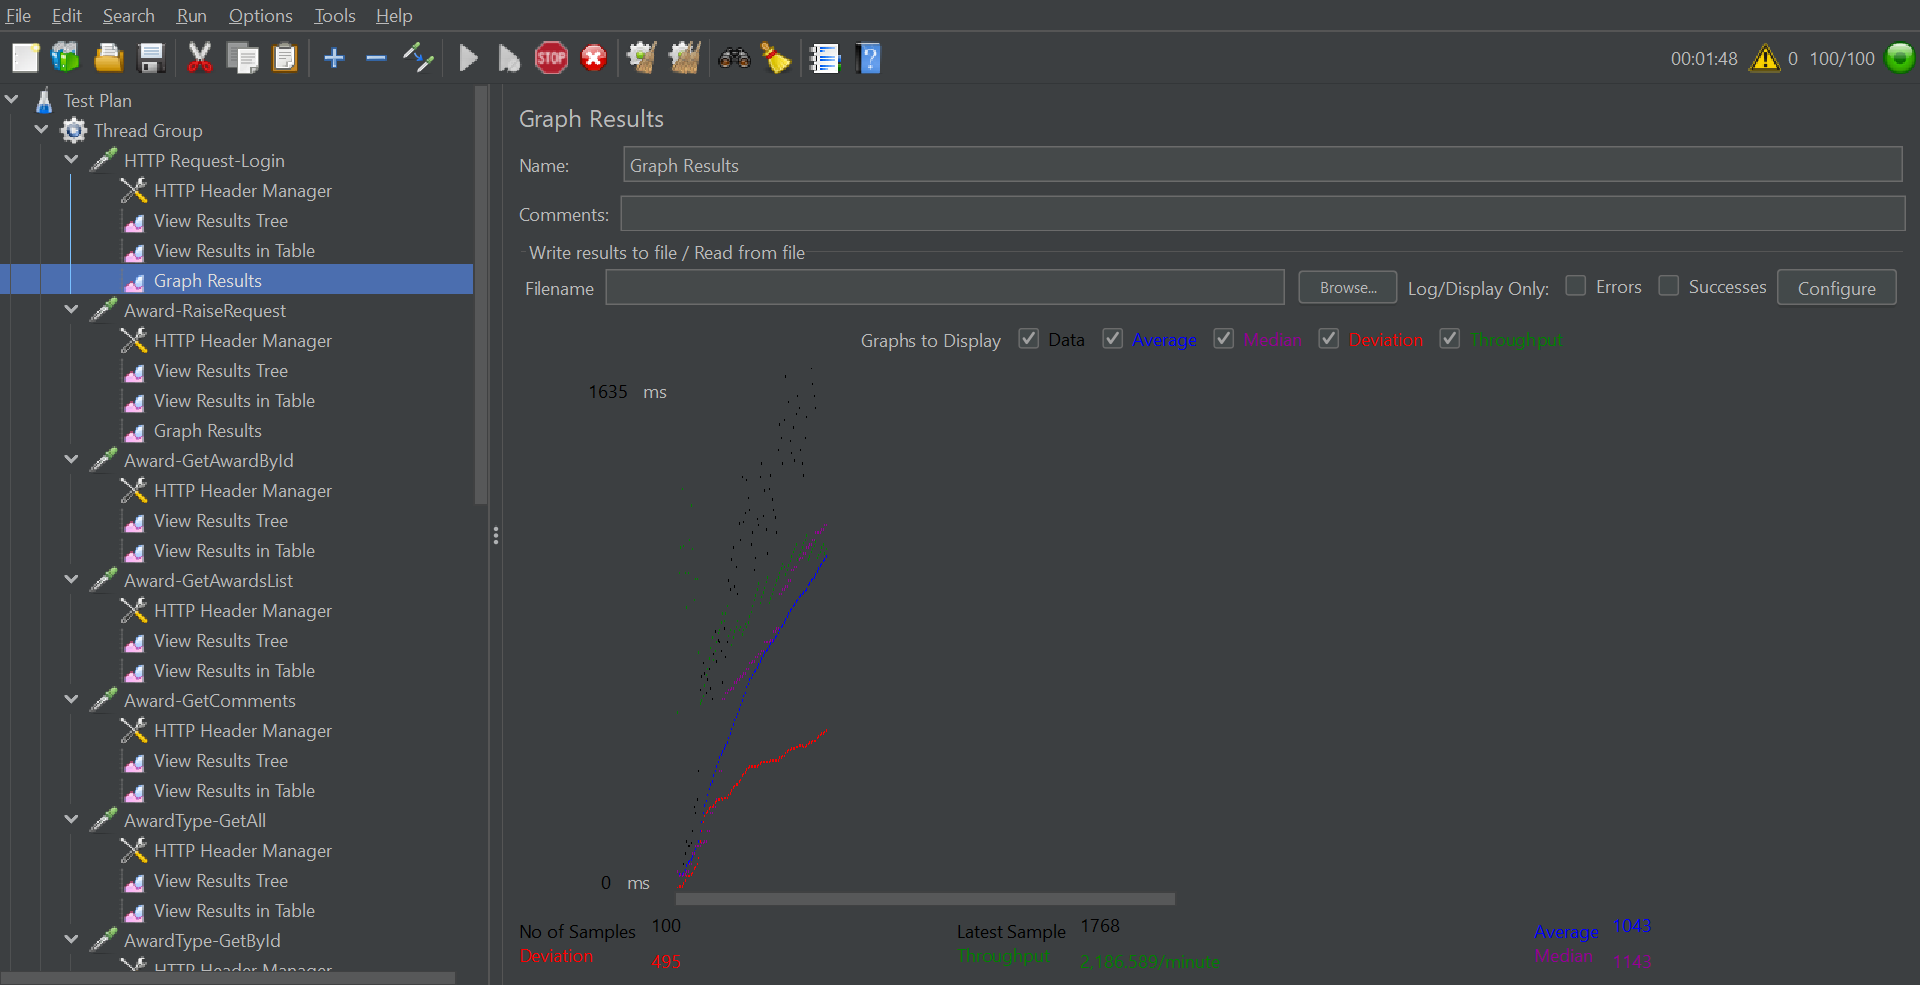 File Edit Search Run Options Tools Help
STOP
00:01:48 0 100/100
Test Plan
Thread Group
HTTP Request-Login
HTTP Header Manager
View Results Tree
View Results in Table
Graph Results
Award-RaiseRequest
HTTP Header Manager
View Results Tree
View Results in Table
Graph Results
Award-GetAwardById
HTTP Header Manager
View Results Tree
View Results in Table
Award-GetAwardsList
HTTP Header Manager
View Results Tree
View Results in Table
Award-GetComments
HTTP Header Manager
View Results Tree
View Results in Table
AwardType-GetAll
HTTP Header Manager
View Results Tree
View Results in Table
AwardType-GetById
HTTP Header Manager
Graph Results
Name: Graph Results
Comments:
Write results to file / Read from file
Filename Browse... Log/Display Only: Errors Successes Configure
Graphs to Display Data Average Median Deviation Throughput
1635 ms
0 ms
No of Samples 100 Latest Sample 1768 Average 1043
Deviation 495 Throughput 2,186.589/minute Median 1143